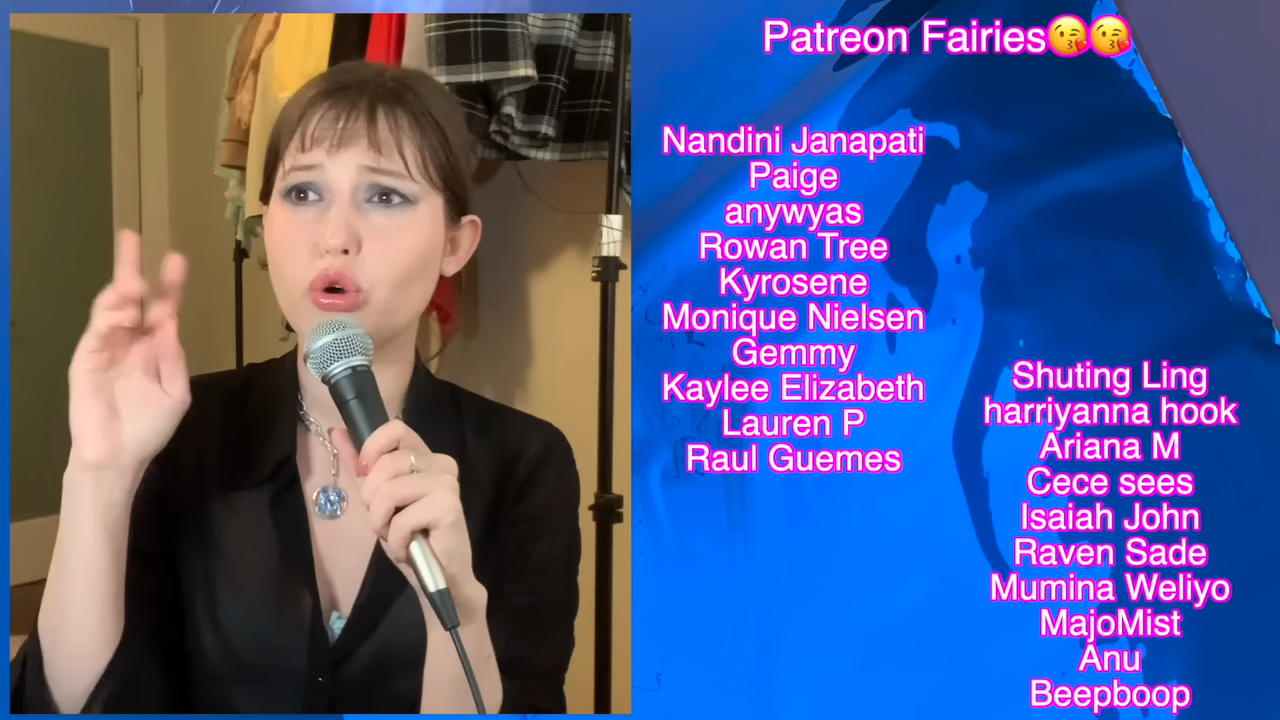 Patreon Fairies😘😘
Nandini Janapati
Paige
anywyas
Rowan Tree
Kyrosene
Monique Nielsen
Gemmy
Kaylee Elizabeth
Lauren P
Raul Guemes
Shuting Ling
harriyanna hook
Ariana M
Cece sees
Isaiah John
Raven Sade
Mumina Weliyo
MajoMist
Anu
Beepboop